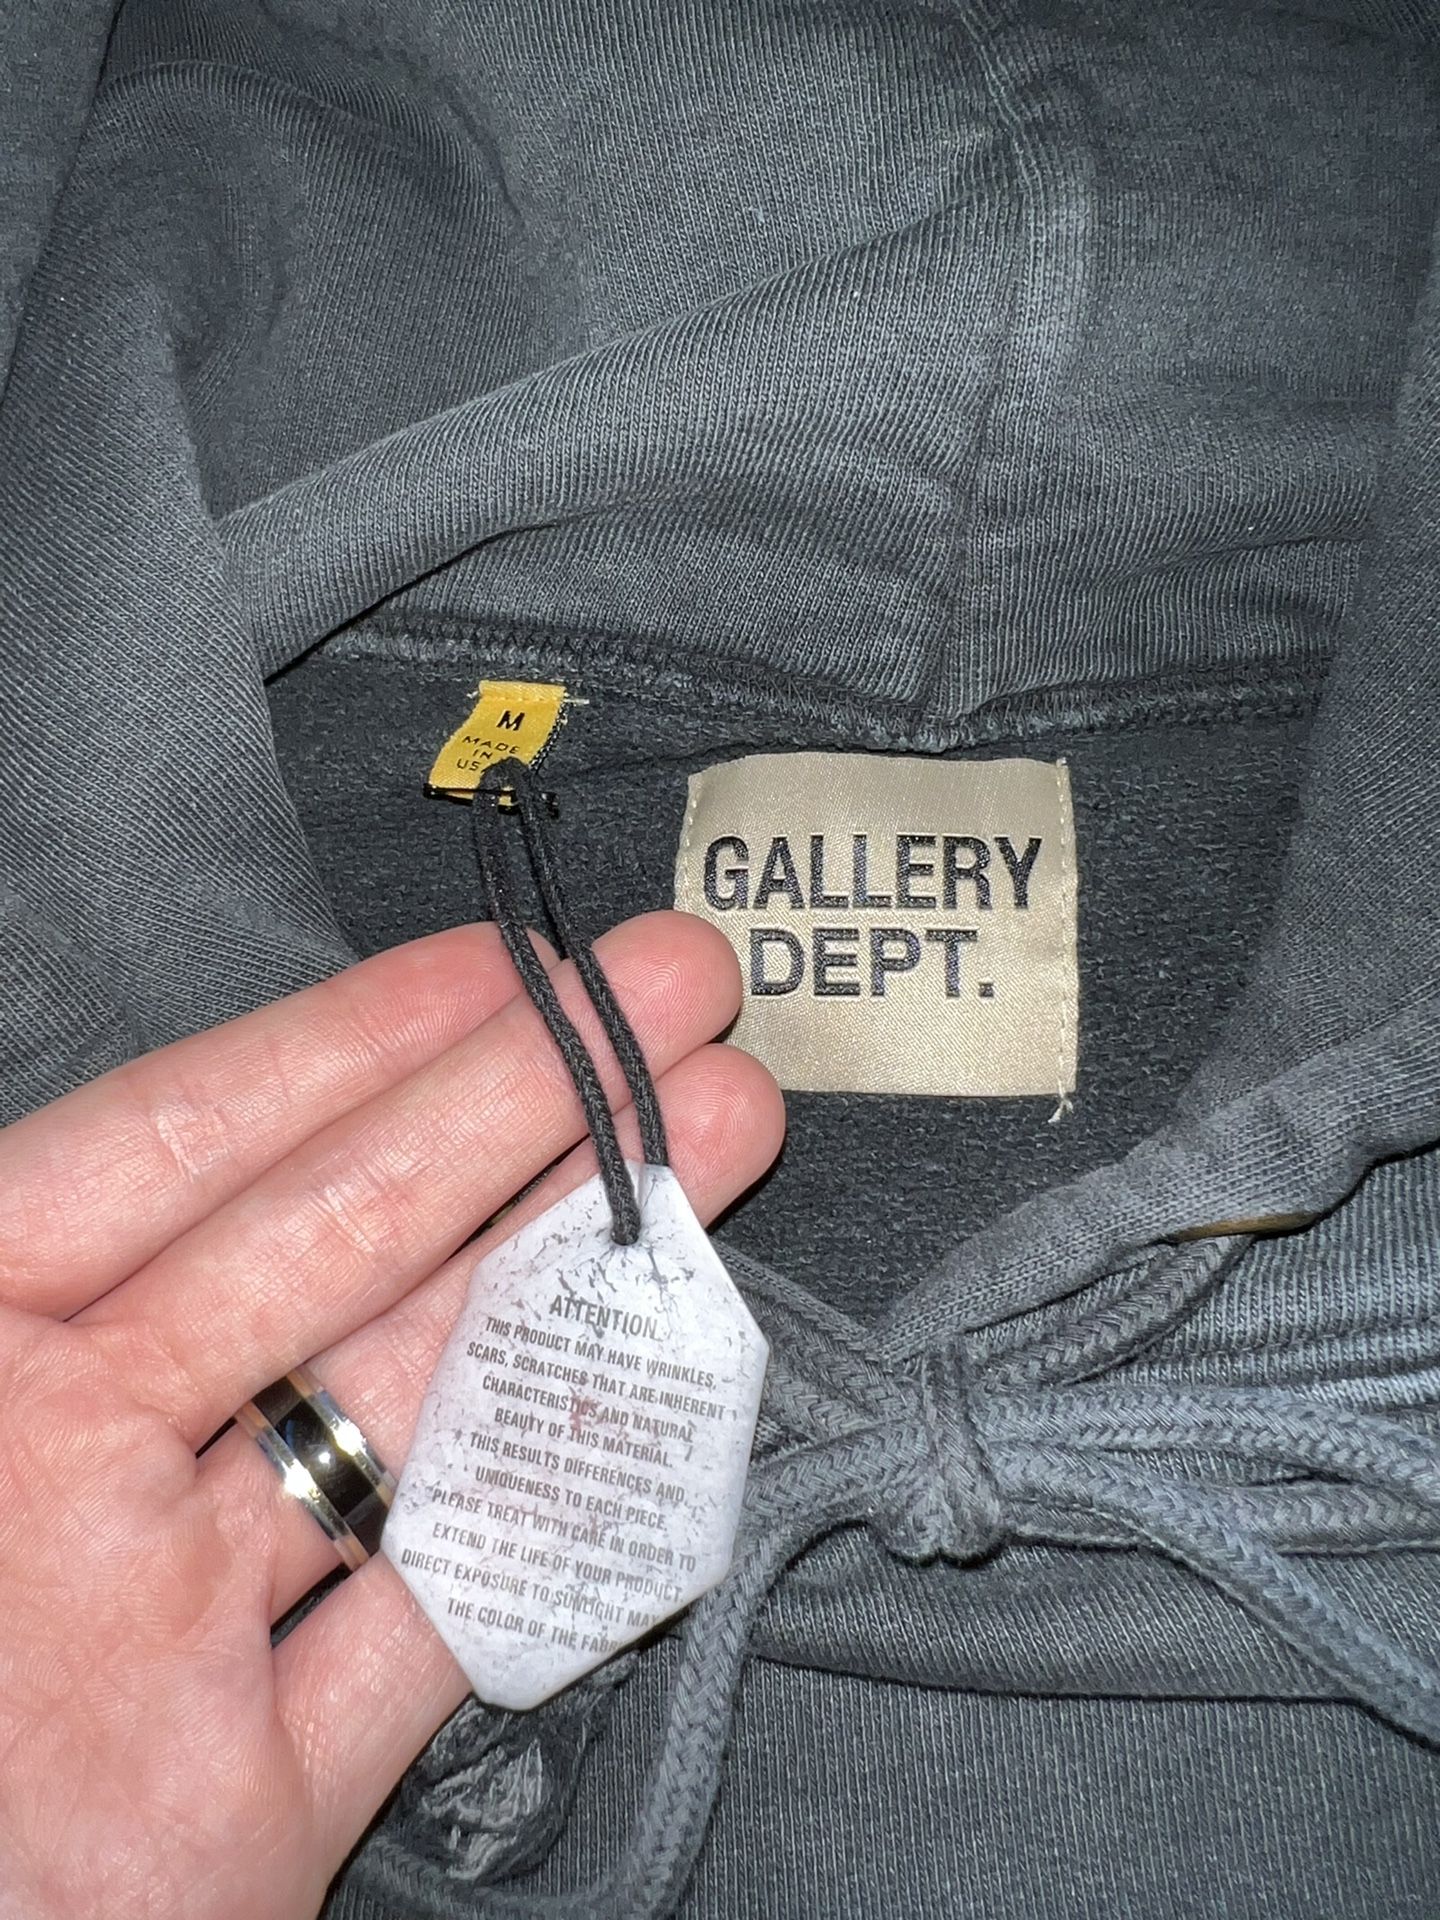 M
MADE
IN
GALLERY
DEPT.
ATTENTION.
THIS PRODUCT MAY HAVE WRINKLES,
SCARS, SCRATCHES THAT ARE INHERENT
CHARACTERISTICS AND NATURAL
BEAUTY OF THIS MATERIAL.
THIS RESULTS DIFFERENCES AND
UNIQUENESS TO EACH PIECE.
PLEASE TREAT WITH CARE IN ORDER TO
EXTEND THE LIFE OF YOUR PRODUCT.
DIRECT EXPOSURE TO SUNLIGHT MAY
THE COLOR OF THE